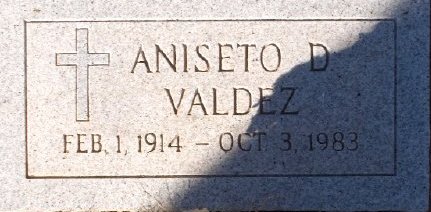 ANISETO D.
VALDEZ
FEB. 1, 1914 – OCT. 3, 1983